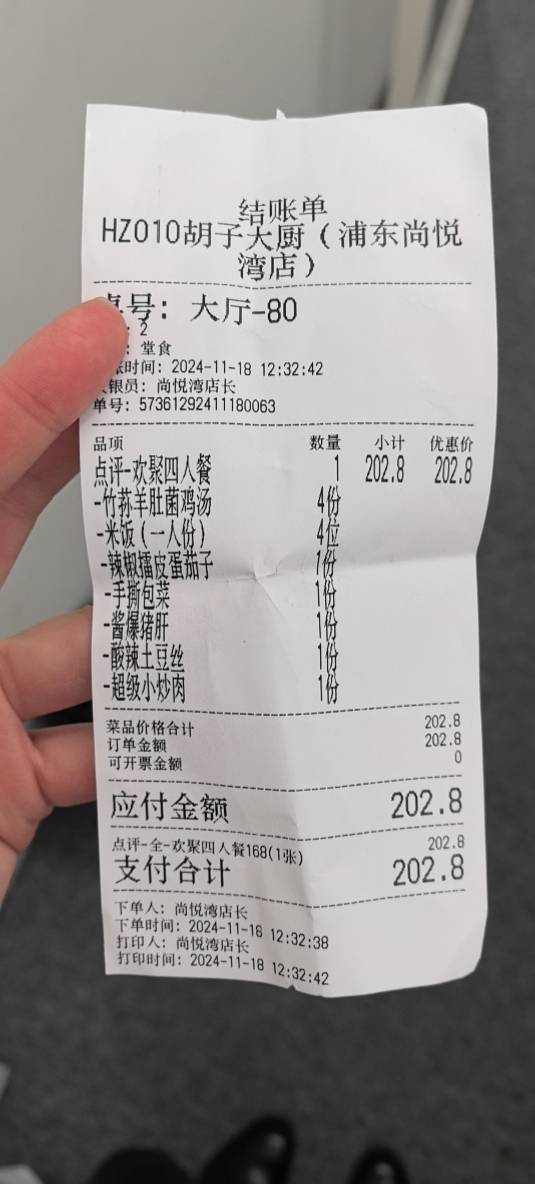 结账单
HZ010胡子大厨（浦东尚悦
湾店）
桌号: 大厅-80
: 2
: 堂食
账时间: 2024-11-18 12:32:42
银员: 尚悦湾店长
单号: 57361292411180063
品项 数量 小计 优惠价
点评-欢聚四人餐 1 202.8 202.8
-竹荪羊肚菌鸡汤 4份
-米饭(一人份) 4位
-辣椒擂皮蛋茄子 1份
-手撕包菜 1份
-酱爆猪肝 1份
-酸辣土豆丝 1份
-超级小炒肉 1份
菜品价格合计 202.8
订单金额 202.8
可开票金额 0
应付金额 202.8
点评-全-欢聚四人餐168(1张) 202.8
支付合计 202.8
下单人: 尚悦湾店长
下单时间: 2024-11-18 12:32:38
打印人: 尚悦湾店长
打印时间: 2024-11-18 12:32:42